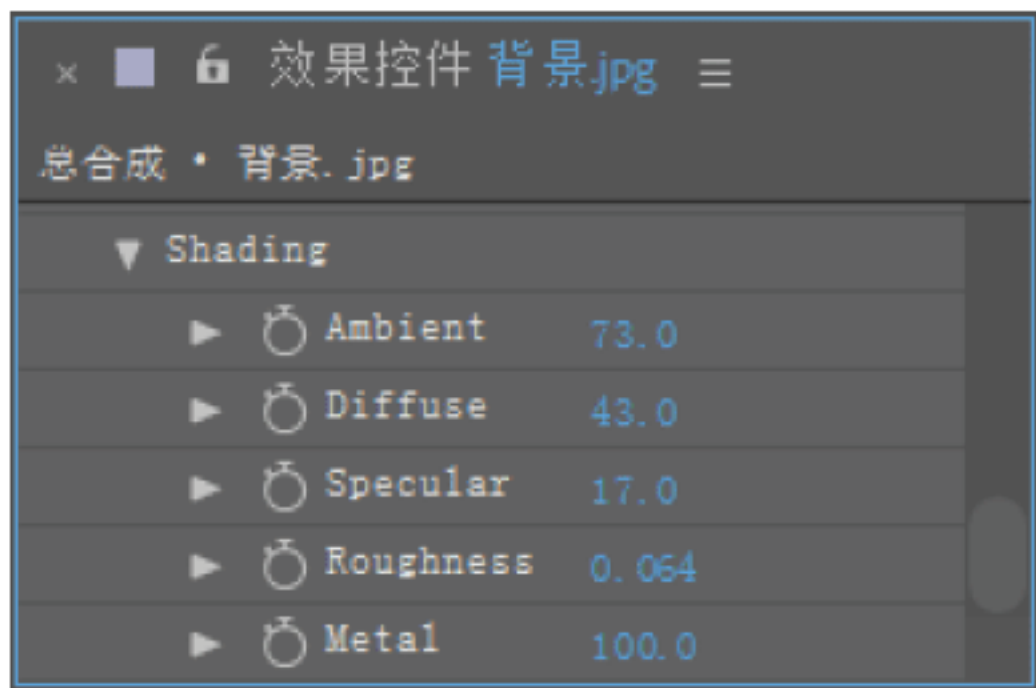 效果控件 背景.jpg
总合成 • 背景.jpg
Shading
Ambient 73.0
Diffuse 43.0
Specular 17.0
Roughness 0.064
Metal 100.0